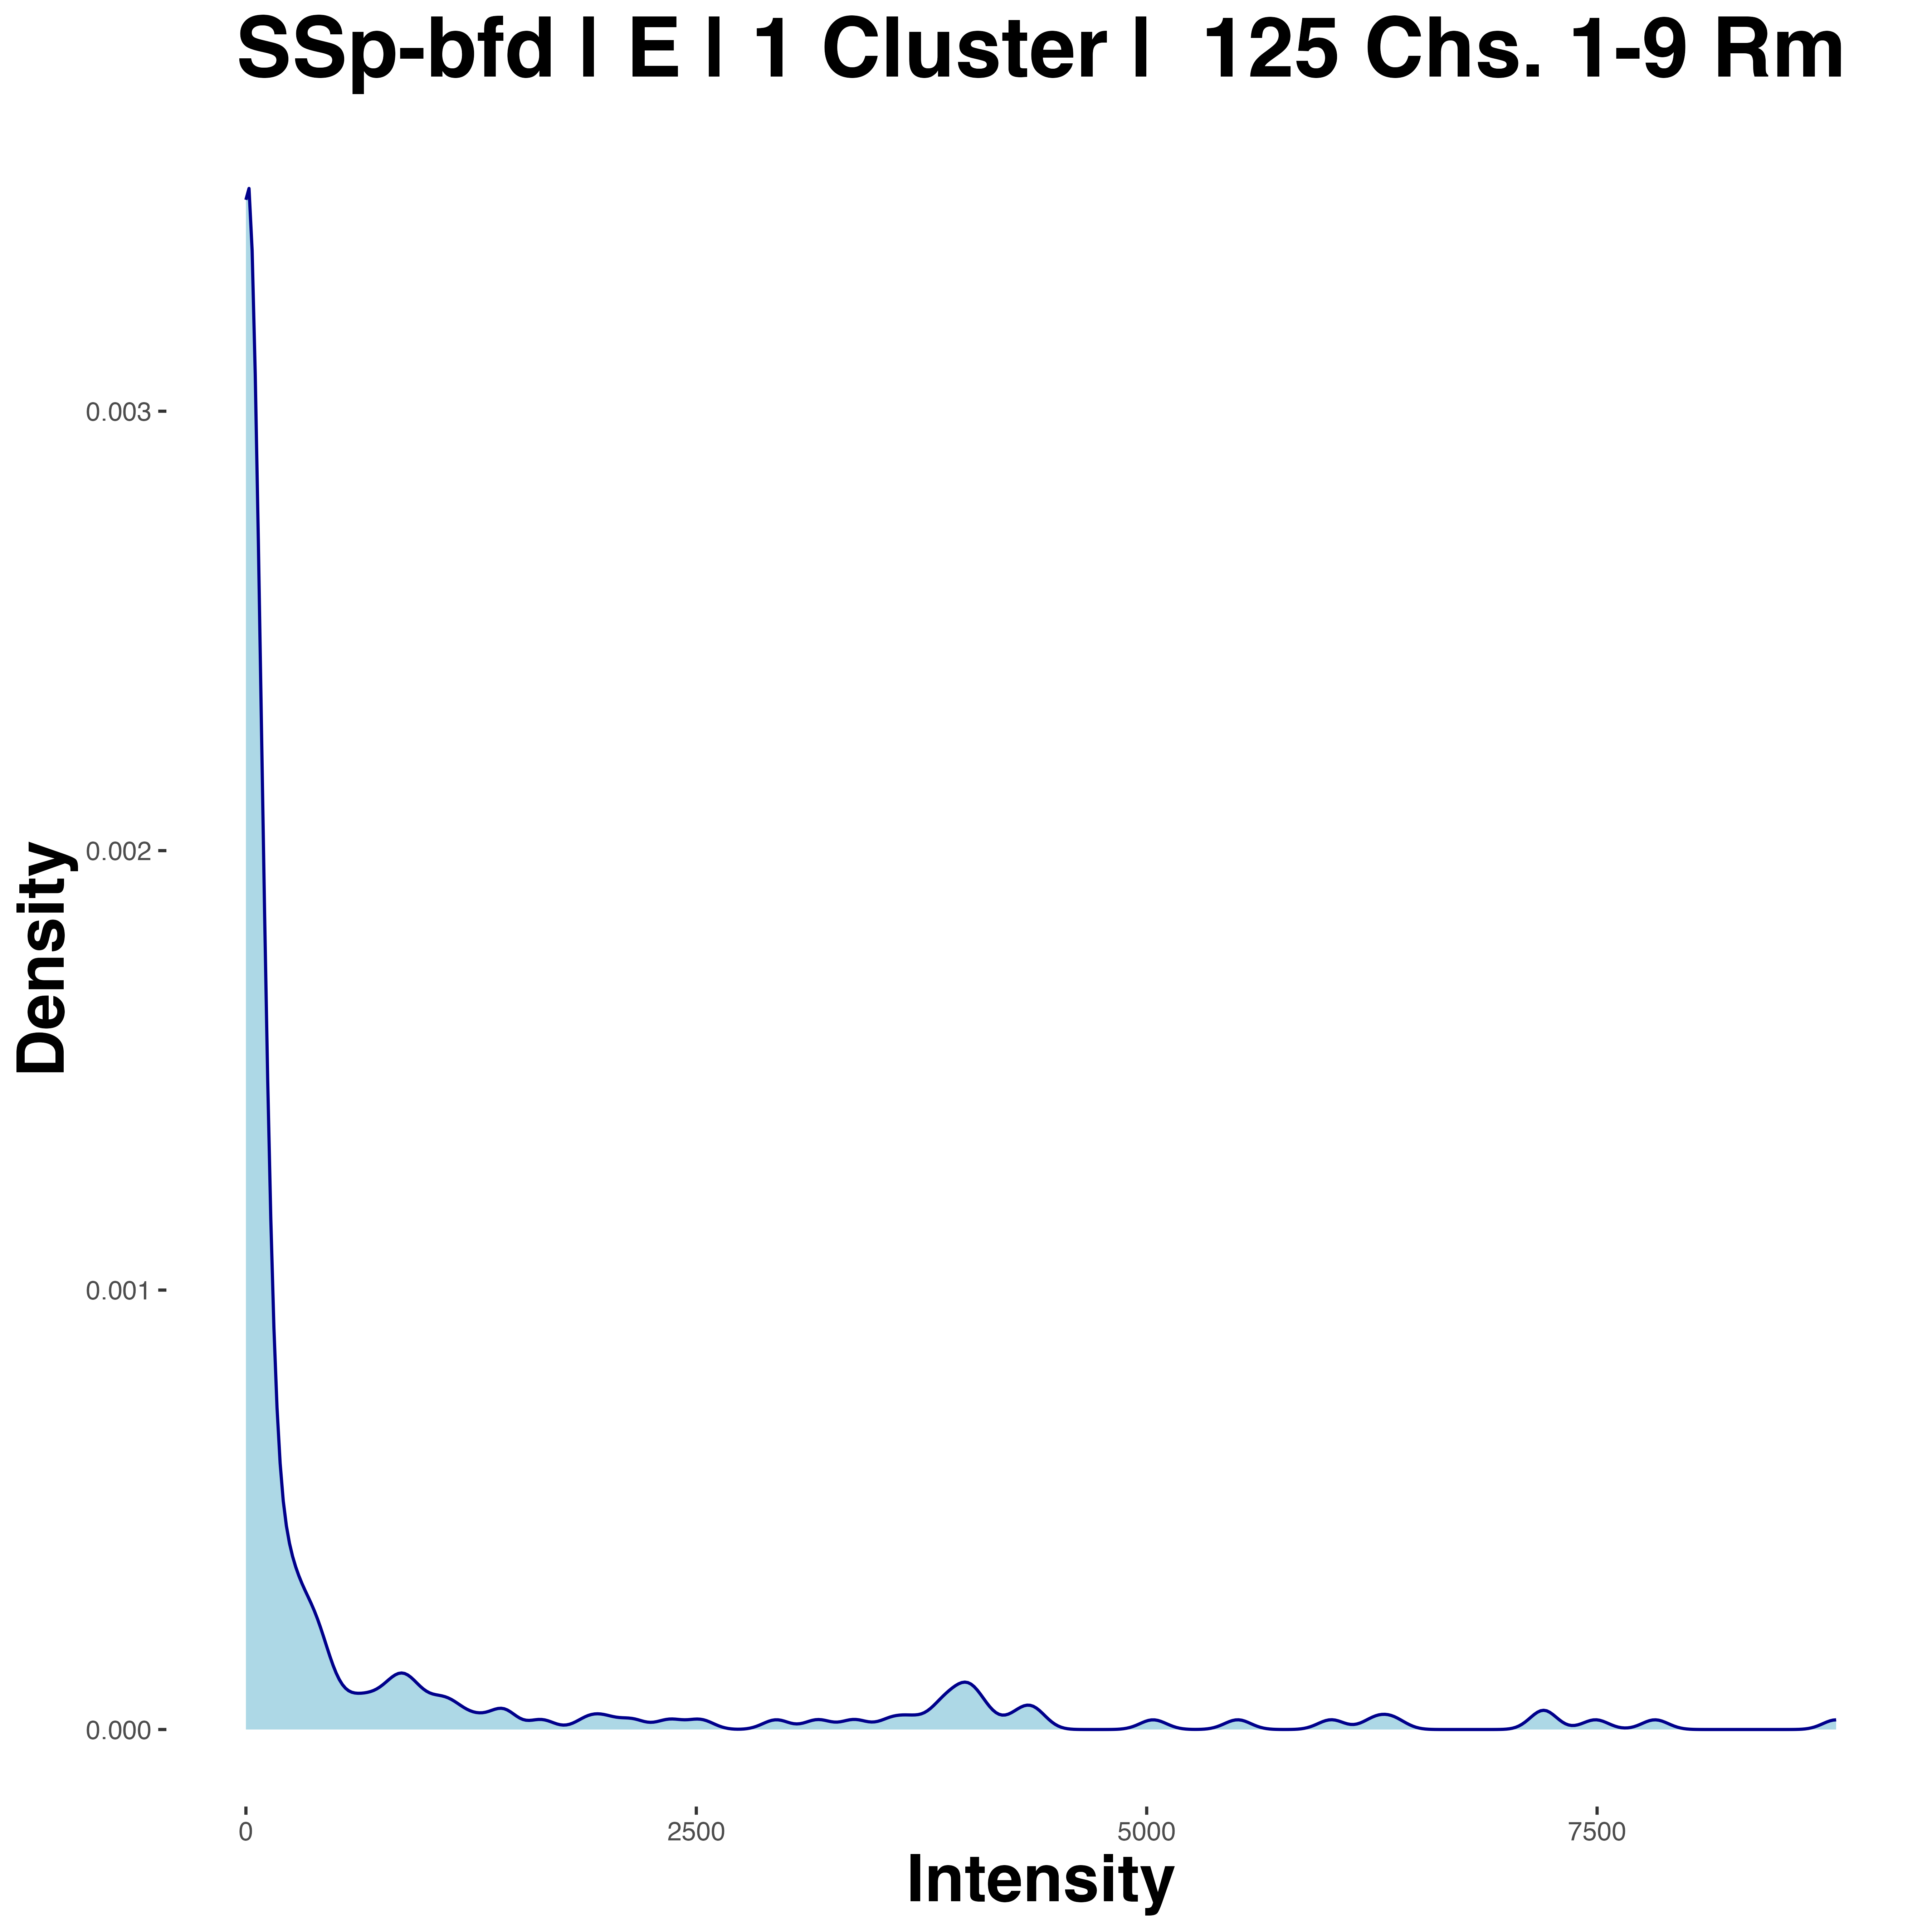 SSp-bfd | E | 1 Cluster |  125 Chs. 1-9 Rm
0.003
0.002
0.001
0.000
Density
0 2500 5000 7500
Intensity